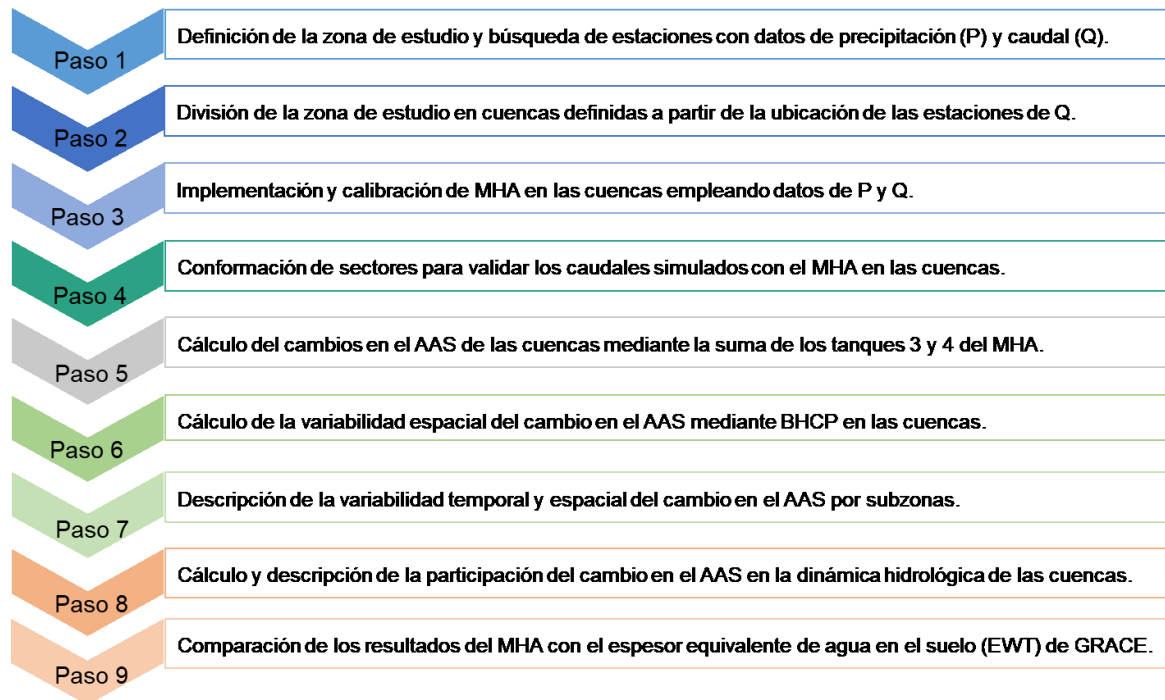 Paso 1
Definición de la zona de estudio y búsqueda de estaciones con datos de precipitación (P) y caudal (Q).
Paso 2
División de la zona de estudio en cuencas definidas a partir de la ubicación de las estaciones de Q.
Paso 3
Implementación y calibración de MHA en las cuencas empleando datos de P y Q.
Paso 4
Conformación de sectores para validar los caudales simulados con el MHA en las cuencas.
Paso 5
Cálculo del cambios en el AAS de las cuencas mediante la suma de los tanques 3 y 4 del MHA.
Paso 6
Cálculo de la variabilidad espacial del cambio en el AAS mediante BHCP en las cuencas.
Paso 7
Descripción de la variabilidad temporal y espacial del cambio en el AAS por subzonas.
Paso 8
Cálculo y descripción de la participación del cambio en el AAS en la dinámica hidrológica de las cuencas.
Paso 9
Comparación de los resultados del MHA con el espesor equivalente de agua en el suelo (EWT) de GRACE.